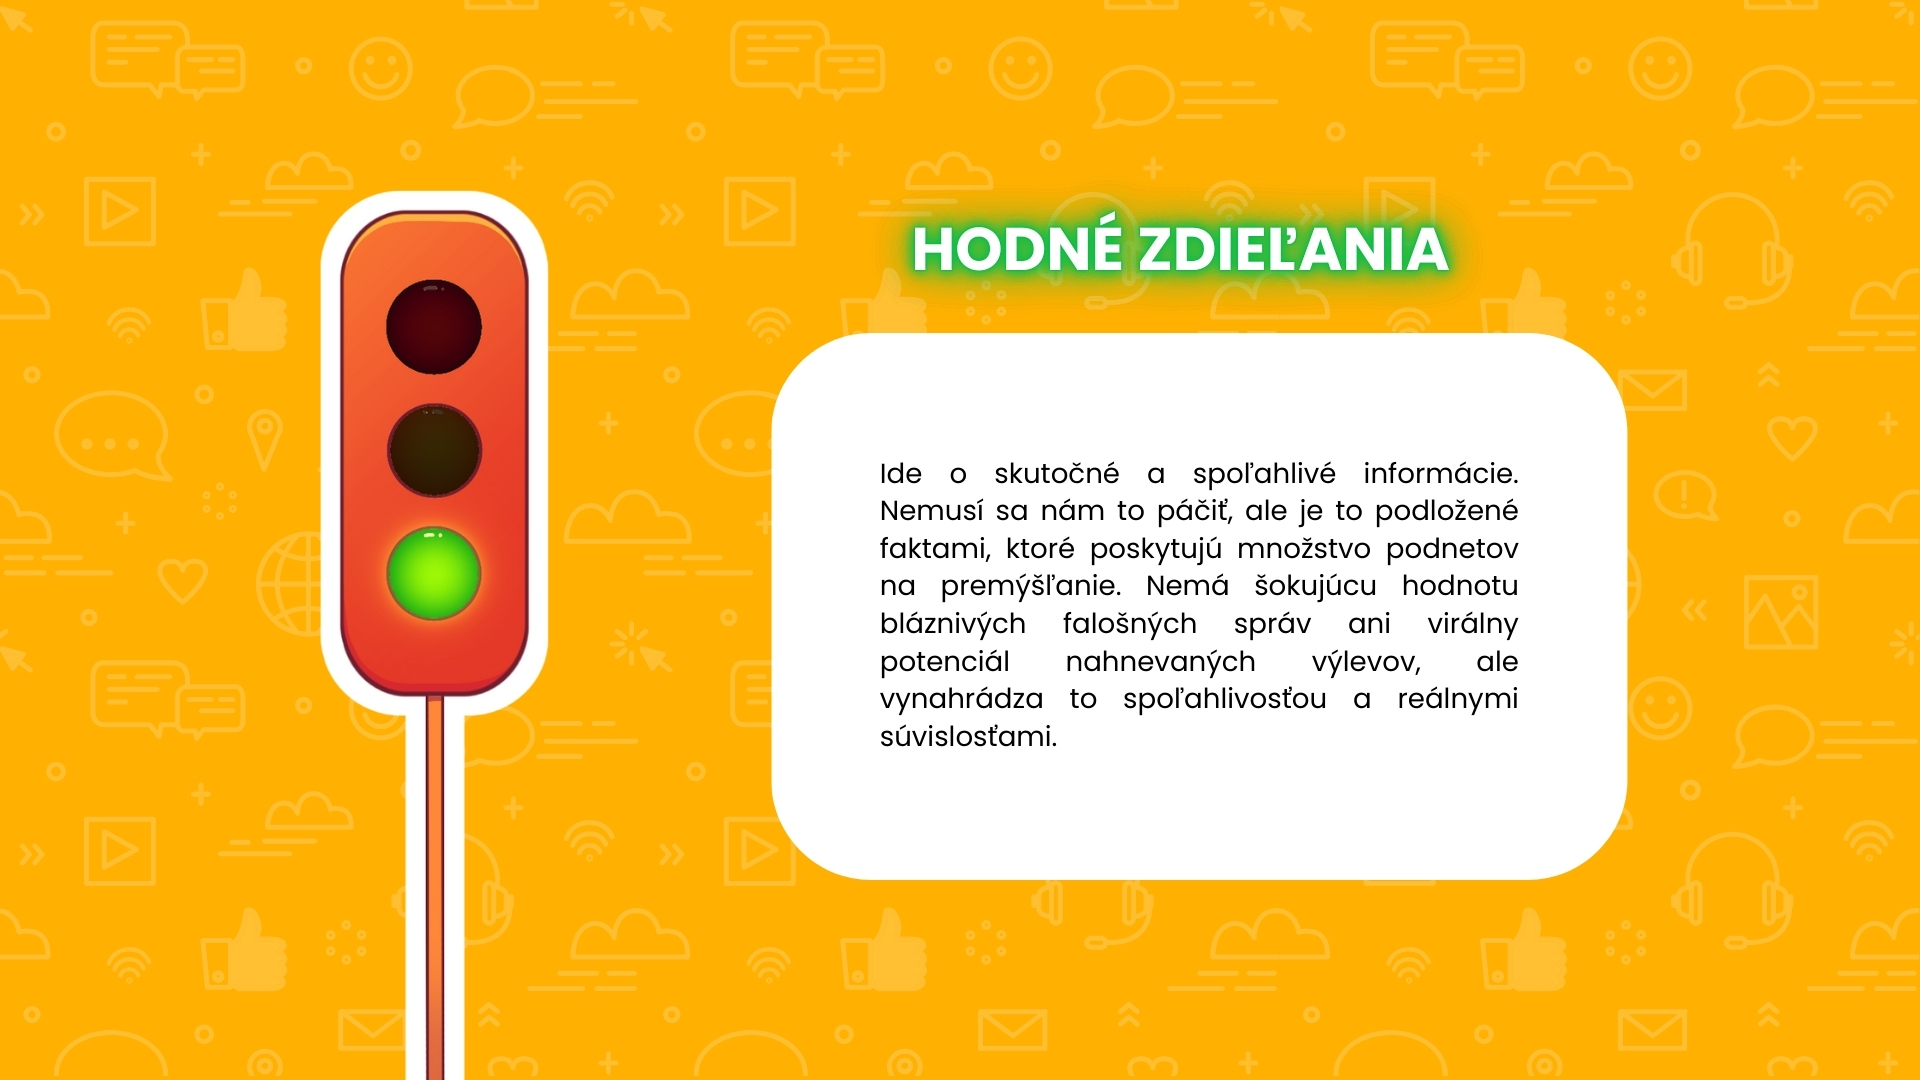 HODNÉ ZDIEĽANIA
Ide o skutočné a spoľahlivé informácie.
Nemusí sa nám to páčiť, ale je to podložené
faktami, ktoré poskytujú množstvo podnetov
na premýšľanie. Nemá šokujúcu hodnotu
bláznivých falošných správ ani virálny
potenciál nahnevaných výlevov, ale
vynahrádza to spoľahlivosťou a reálnymi
súvislosťami.